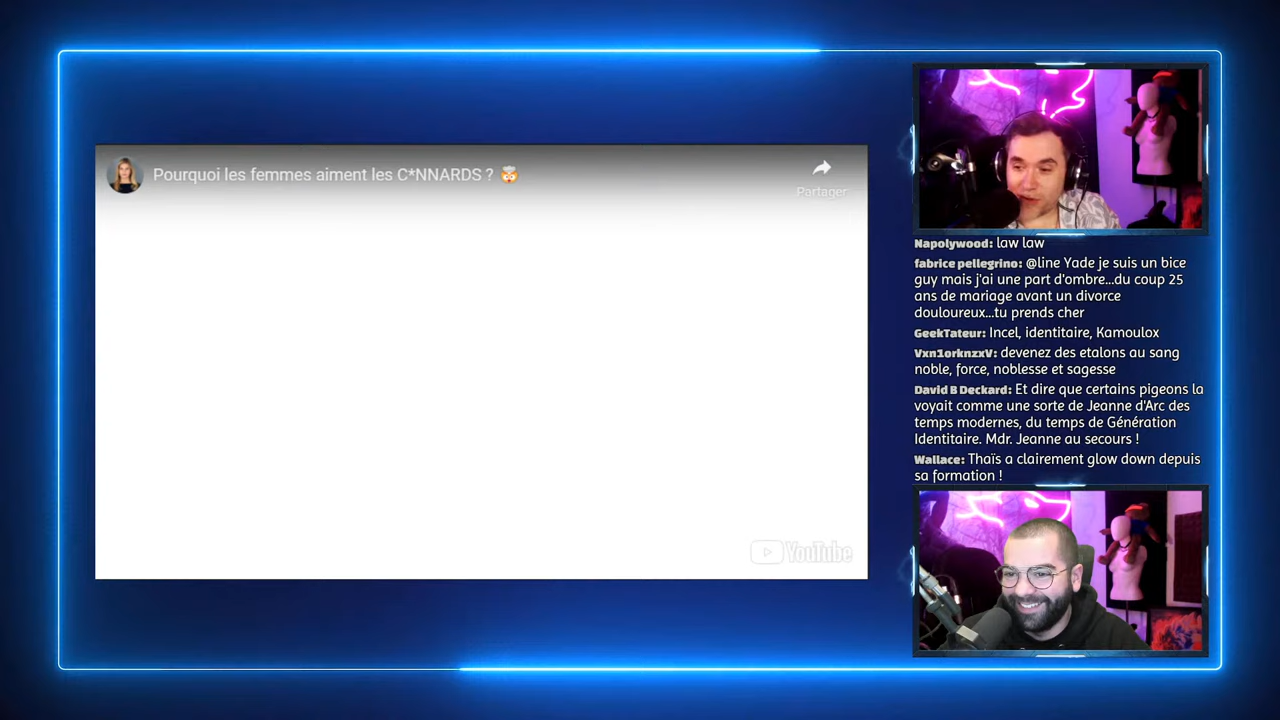 Pourquoi les femmes aiment les C*NNARDS ? 🤯
Partager
YouTube
Napolywood: law law
fabrice pellegrino: @line Yade je suis un bice
guy mais j'ai une part d'ombre...du coup 25
ans de mariage avant un divorce
douloureux...tu prends cher
GeekTateur: Incel, identitaire, Kamoulox
Vxn1orknzxV: devenez des etalons au sang
noble, force, noblesse et sagesse
David B Deckard: Et dire que certains pigeons la
voyait comme une sorte de Jeanne d'Arc des
temps modernes, du temps de Génération
Identitaire. Mdr. Jeanne au secours !
Wallace: Thaïs a clairement glow down depuis
sa formation !